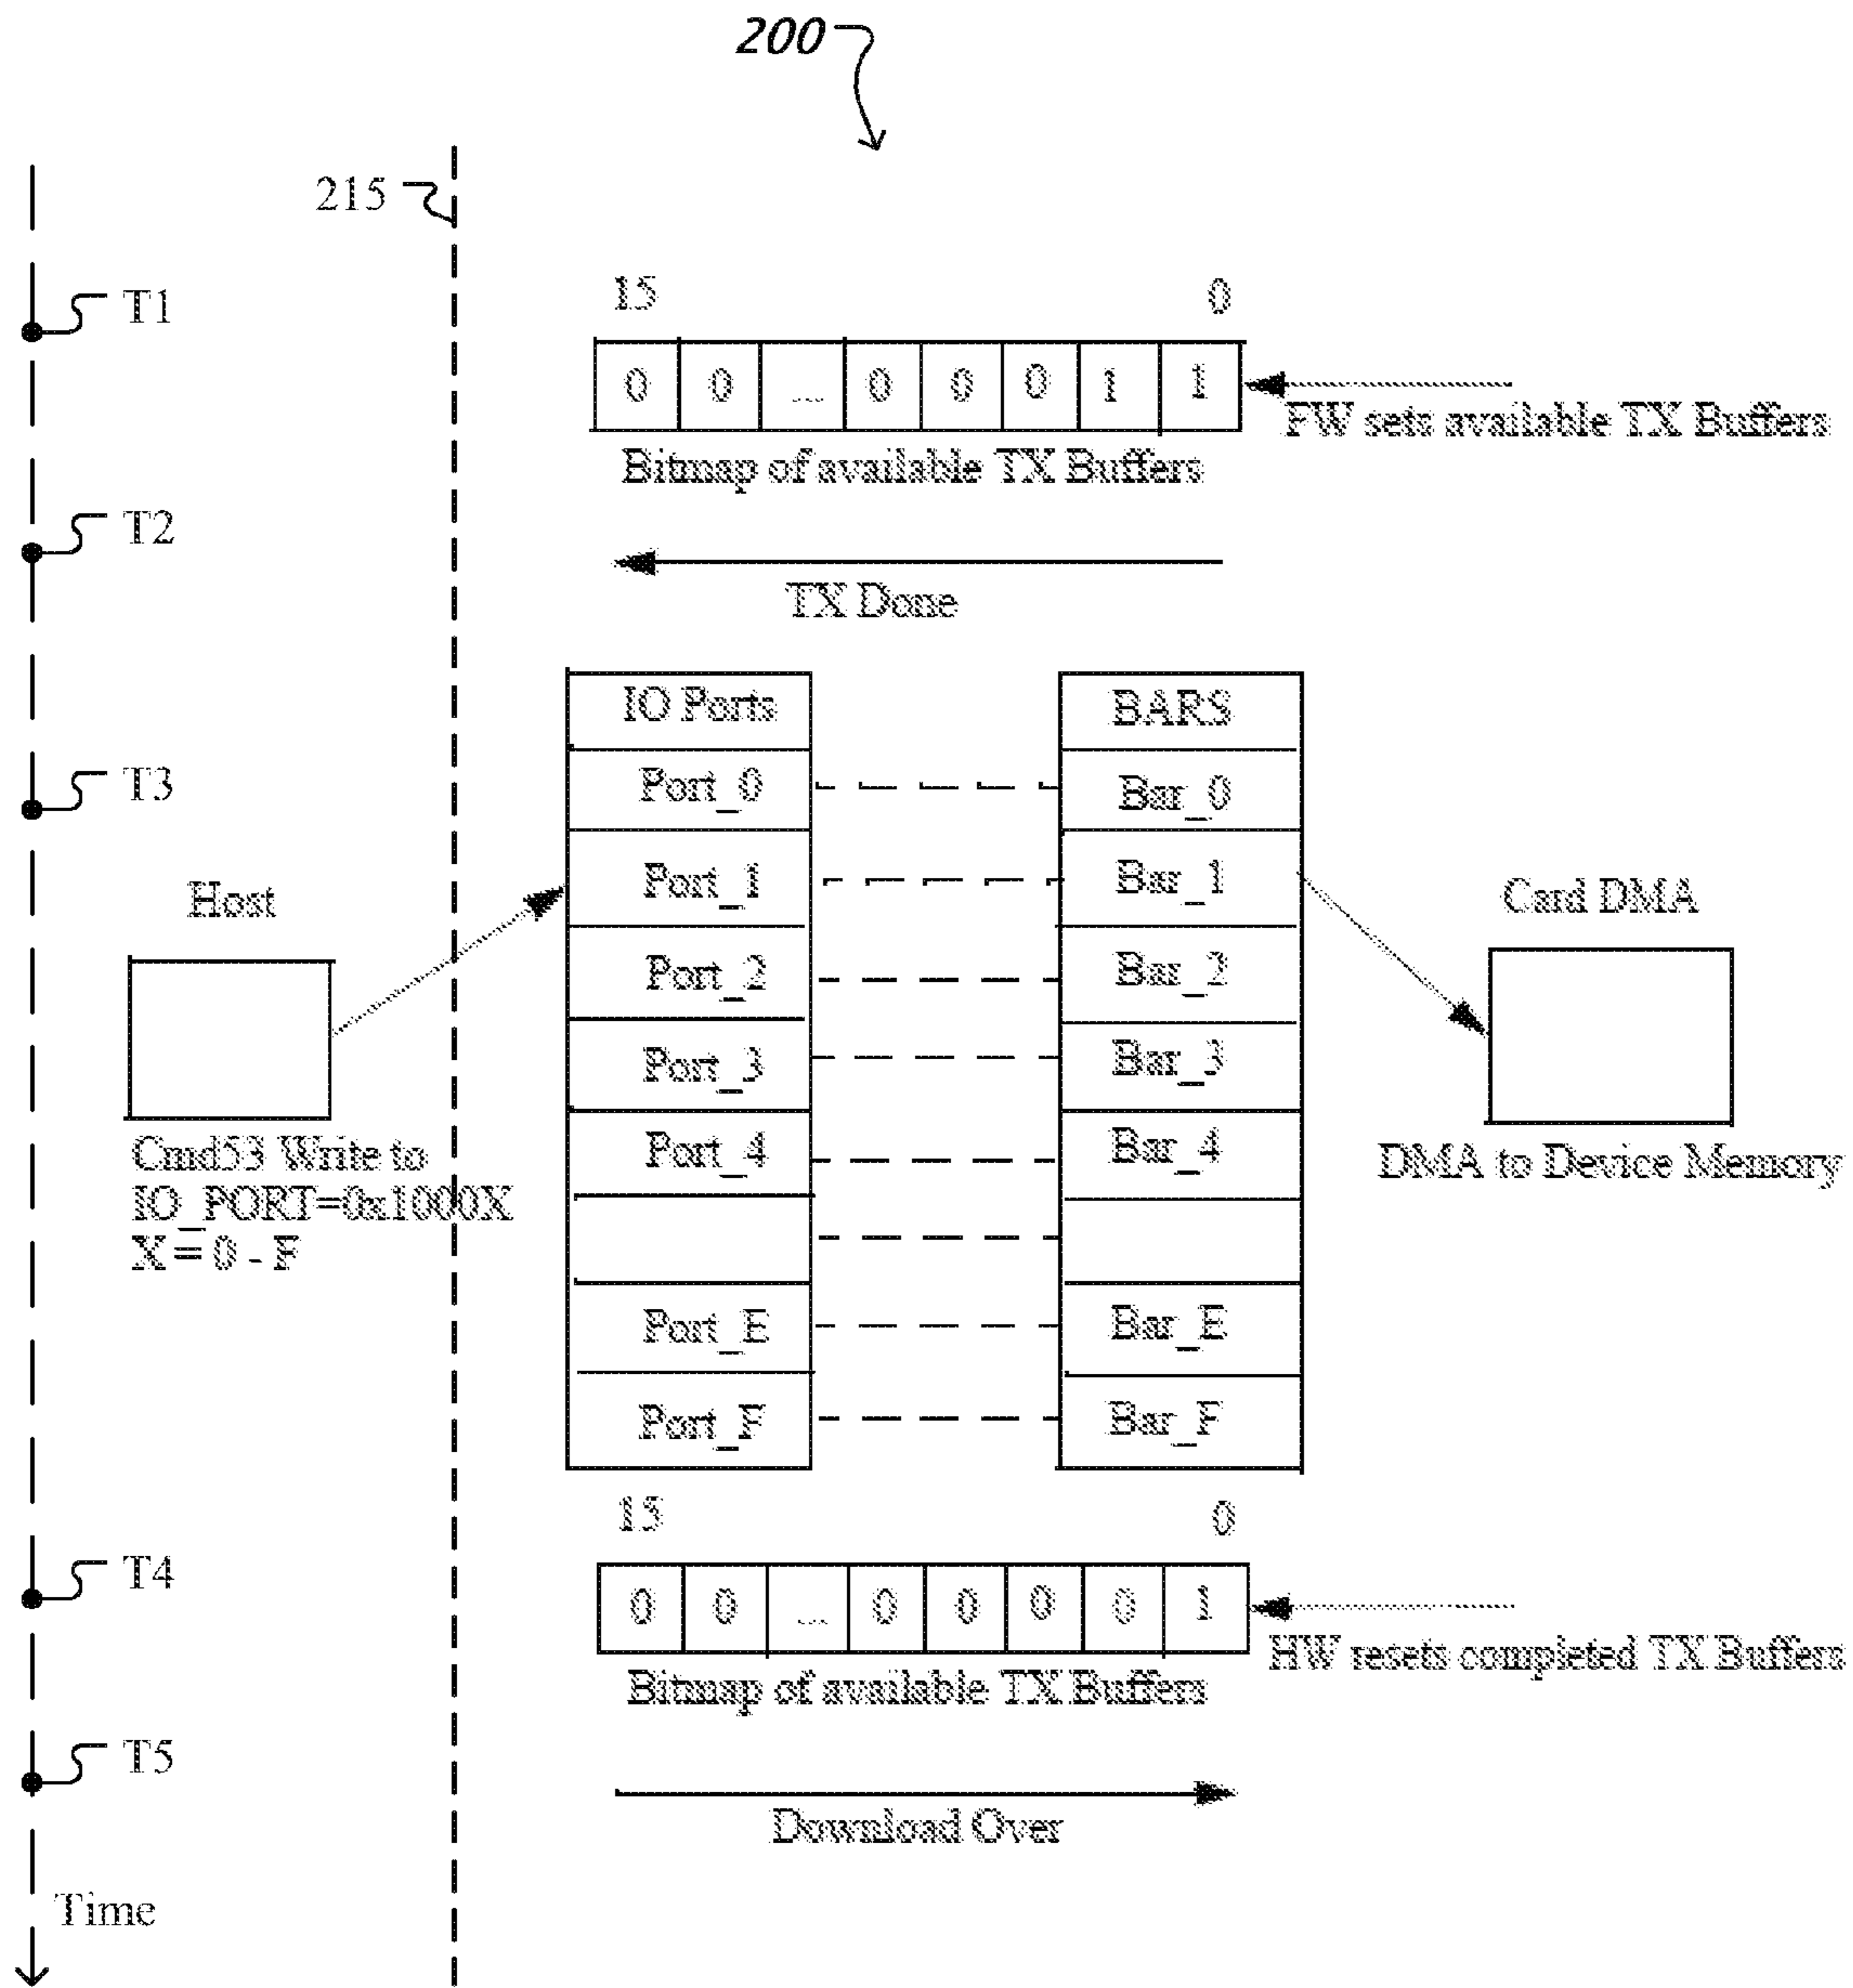 200
215
T1
15 0
0 0 ... 0 0 0 1 1
FW sets available TX Buffers
Bitmap of available TX Buffers
T2
TX Done
IO Ports BARS
T3
Port_0 Bar_0
Port_1 Bar_1
Host
Card DMA
Port_2 Bar_2
Port_3 Bar_3
Port_4 Bar_4
Cmd53 Write to
IO_PORT=0x1000X
X = 0 - F
DMA to Device Memory
Port_E Bar_E
Port_F Bar_F
15 0
T4
0 0 ... 0 0 0 0 1
HW resets completed TX Buffers
Bitmap of available TX Buffers
T5
Download Over
Time